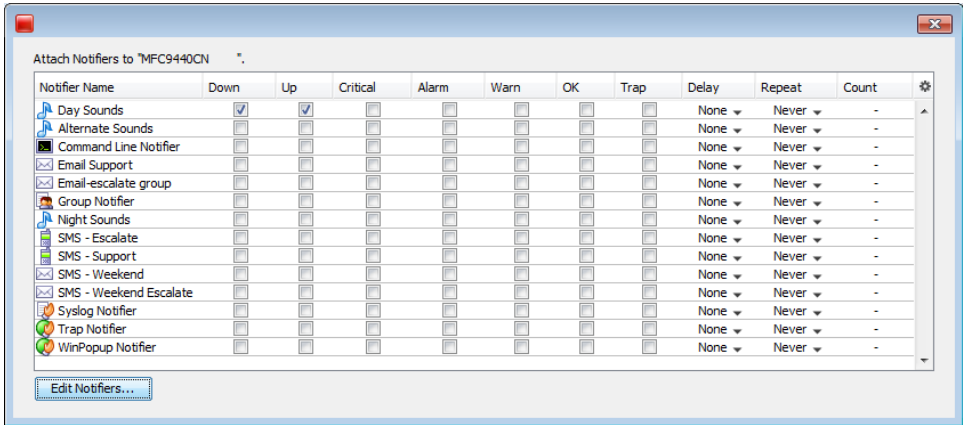 Attach Notifiers to "MFC9440CN ".
Notifier Name Down Up Critical Alarm Warn OK Trap Delay Repeat Count
Day Sounds None Never -
Alternate Sounds None Never -
Command Line Notifier None Never -
Email Support None Never -
Email-escalate group None Never -
Group Notifier None Never -
Night Sounds None Never -
SMS - Escalate None Never -
SMS - Support None Never -
SMS - Weekend None Never -
SMS - Weekend Escalate None Never -
Syslog Notifier None Never -
Trap Notifier None Never -
WinPopup Notifier None Never -
Edit Notifiers...